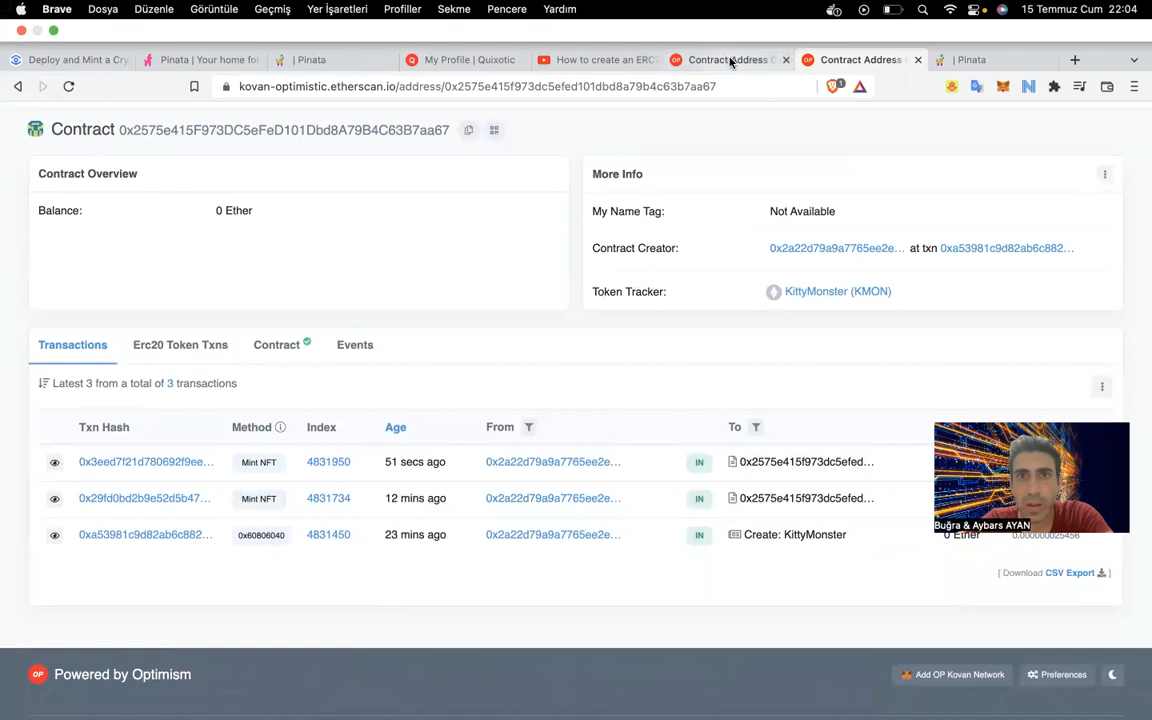 Brave Dosya Düzenle Görüntüle Geçmiş Yer İşaretleri Profiller Sekme Pencere Yardım 15 Temmuz Cum 22:04
Deploy and Mint a Cry Pinata | Your home fo | Pinata My Profile | Quixotic How to create an ERC7 Contract Address 0 Contract Address | Pinata
kovan-optimistic.etherscan.io/address/0x2575e415f973dc5efed101dbd8a79b4c63b7aa67 1
Contract 0x2575e415F973DC5eFeD101Dbd8A79B4C63B7aa67
Contract Overview
Balance: 0 Ether
More Info
My Name Tag: Not Available
Contract Creator: 0x2a22d79a9a7765ee2e... at txn 0xa53981c9d82ab6c882...
Token Tracker: KittyMonster (KMON)
Transactions Erc20 Token Txns Contract Events
Latest 3 from a total of 3 transactions
Txn Hash Method Index Age From To
0x3eed7f21d780692f9ee... Mint NFT 4831950 51 secs ago 0x2a22d79a9a7765ee2e... IN 0x2575e415f973dc5efed...
0x29fd0bd2b9e52d5b47... Mint NFT 4831734 12 mins ago 0x2a22d79a9a7765ee2e... IN 0x2575e415f973dc5efed...
0xa53981c9d82ab6c882... 0x60806040 4831450 23 mins ago 0x2a22d79a9a7765ee2e... IN Create: KittyMonster 0 Ether 0.000000025456
Buğra & Aybars AYAN
[ Download CSV Export ]
OP Powered by Optimism
Add OP Kovan Network Preferences